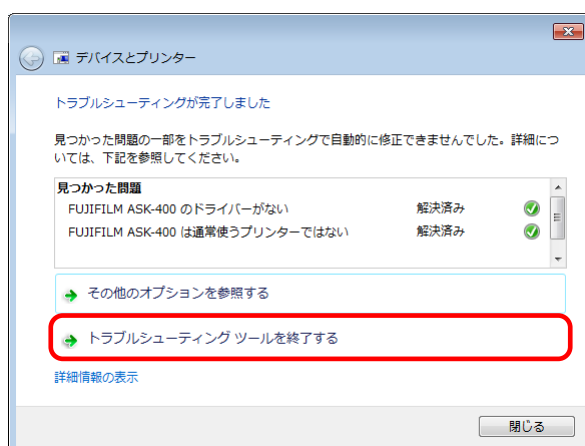 デバイスとプリンター
トラブルシューティングが完了しました
見つかった問題の一部をトラブルシューティングで自動的に修正できませんでした。詳細につ
いては、下記を参照してください。
見つかった問題
FUJIFILM ASK-400 のドライバーがない 解決済み
FUJIFILM ASK-400 は通常使うプリンターではない 解決済み
その他のオプションを参照する
トラブルシューティング ツールを終了する
詳細情報の表示
閉じる